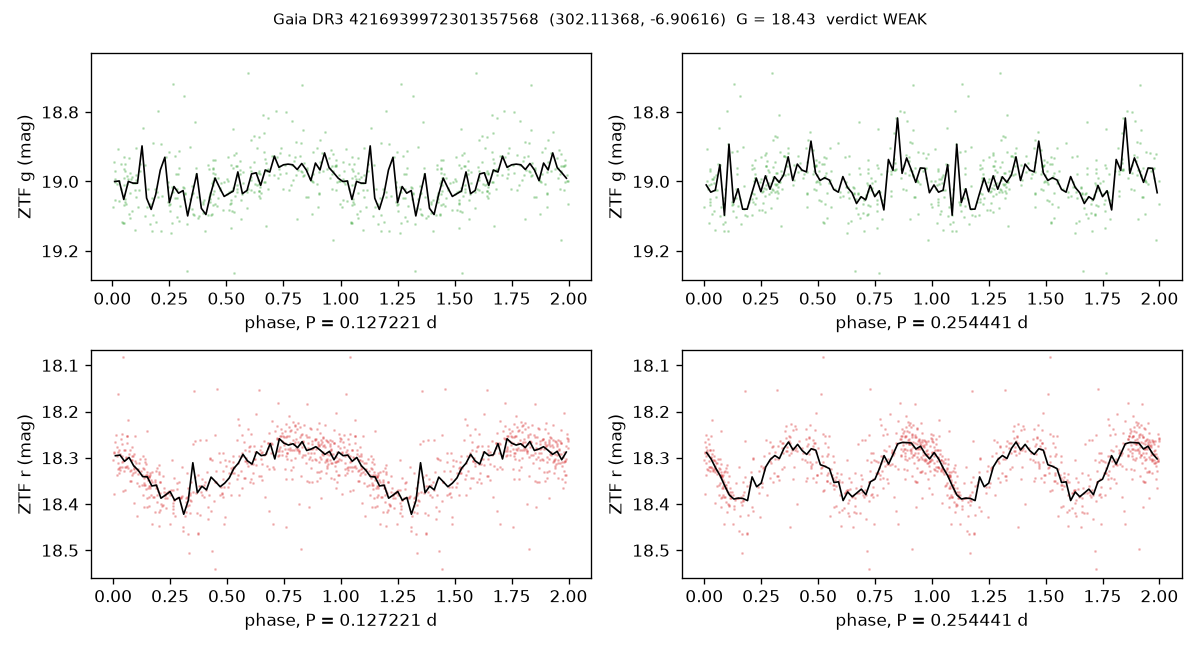 Gaia DR3 4216939972301357568 (302.11368, -6.90616) G = 18.43 verdict WEAK
ZTF g (mag)
18.8
19.0
19.2
0.00 0.25 0.50 0.75 1.00 1.25 1.50 1.75 2.00
phase, P = 0.127221 d
ZTF g (mag)
18.8
19.0
19.2
0.00 0.25 0.50 0.75 1.00 1.25 1.50 1.75 2.00
phase, P = 0.254441 d
ZTF r (mag)
18.1
18.2
18.3
18.4
18.5
0.00 0.25 0.50 0.75 1.00 1.25 1.50 1.75 2.00
phase, P = 0.127221 d
ZTF r (mag)
18.1
18.2
18.3
18.4
18.5
0.00 0.25 0.50 0.75 1.00 1.25 1.50 1.75 2.00
phase, P = 0.254441 d